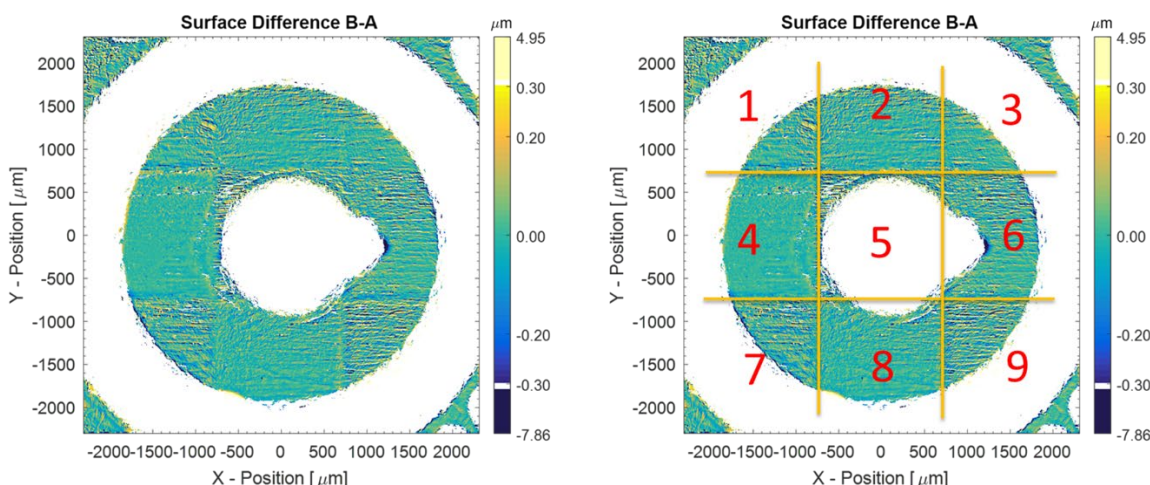 Surface Difference B-A
μm
4.95
0.30
0.20
0.00
-0.20
-0.30
-7.86
2000
1500
1000
500
0
-500
-1000
-1500
-2000
Y - Position [ μm]
-2000 -1500 -1000 -500 0 500 1000 1500 2000
X - Position [ μm]
Surface Difference B-A
μm
4.95
0.30
0.20
0.00
-0.20
-0.30
-7.86
2000
1500
1000
500
0
-500
-1000
-1500
-2000
Y - Position [ μm]
1 2 3
4 5 6
7 8 9
-2000 -1500 -1000 -500 0 500 1000 1500 2000
X - Position [ μm]